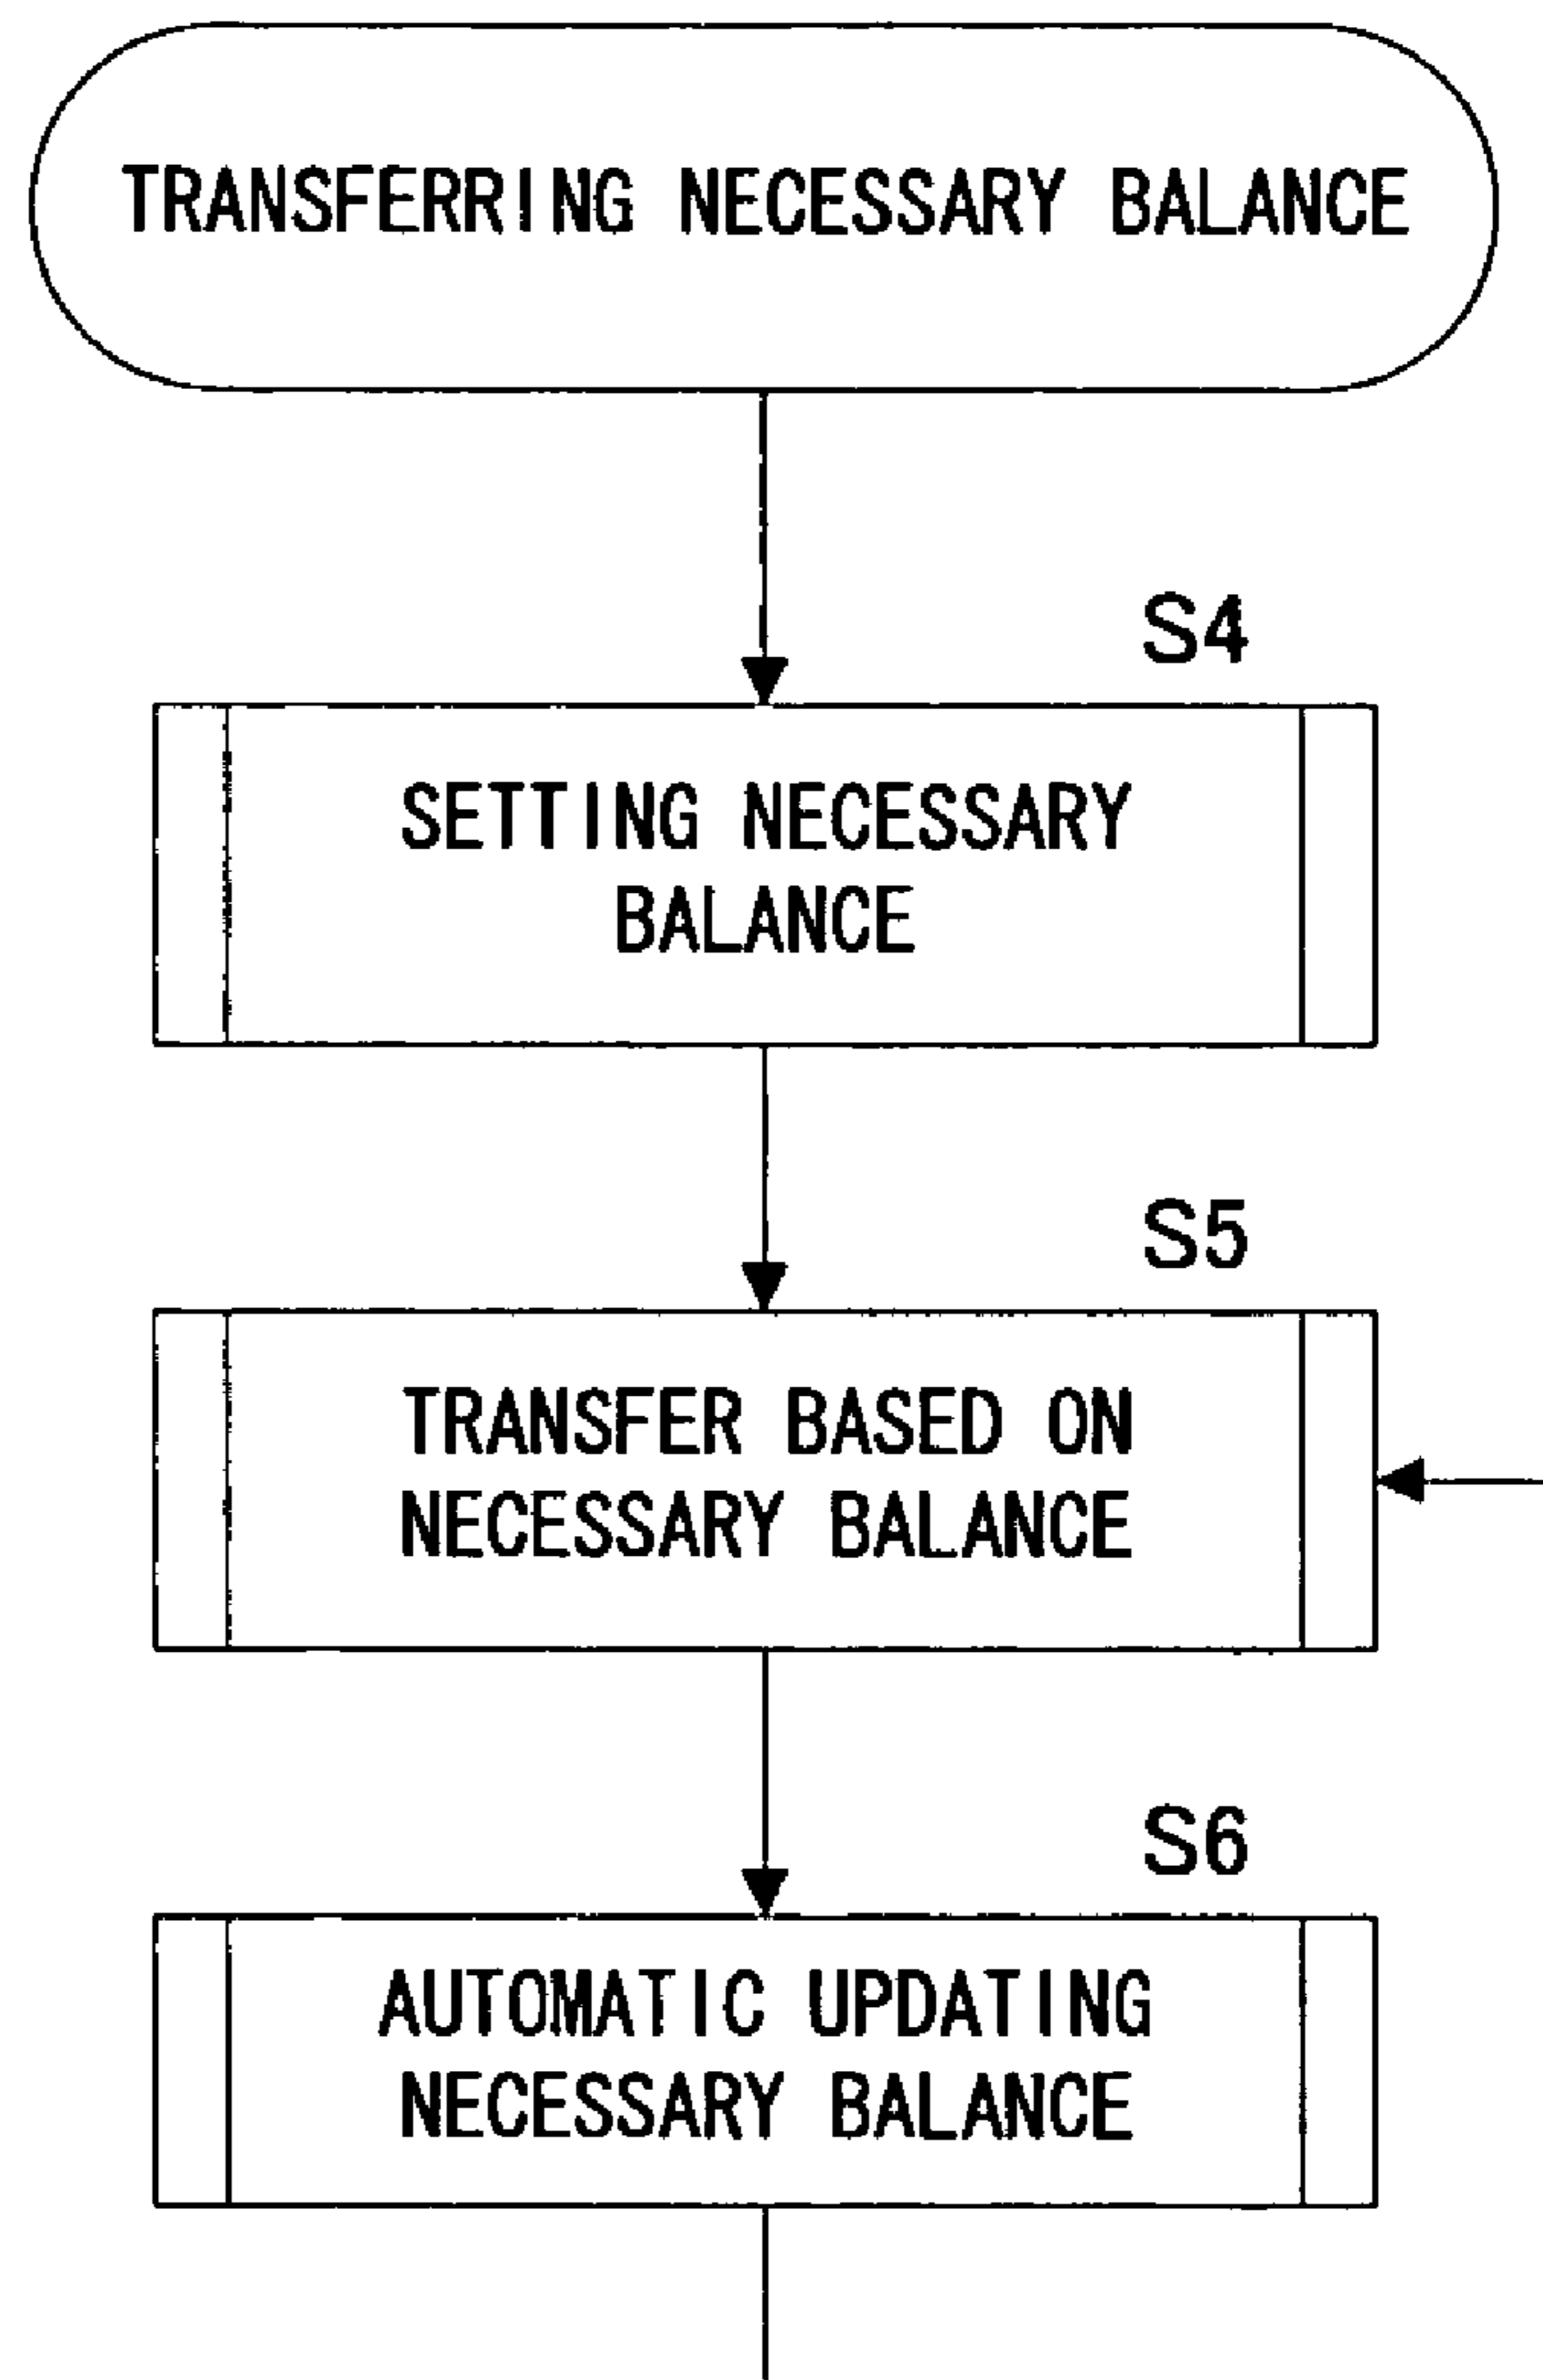 TRANSFERRING NECESSARY BALANCE
S4
SETTING NECESSARY
BALANCE
S5
TRANSFER BASED ON
NECESSARY BALANCE
S6
AUTOMATIC UPDATING
NECESSARY BALANCE